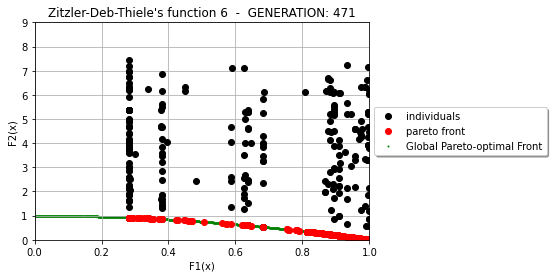 Zitzler-Deb-Thiele's function 6 - GENERATION: 471
F2(x)
9
8
7
6
5
4
3
2
1
0
0.0 0.2 0.4 0.6 0.8 1.0
F1(x)
individuals
pareto front
Global Pareto-optimal Front